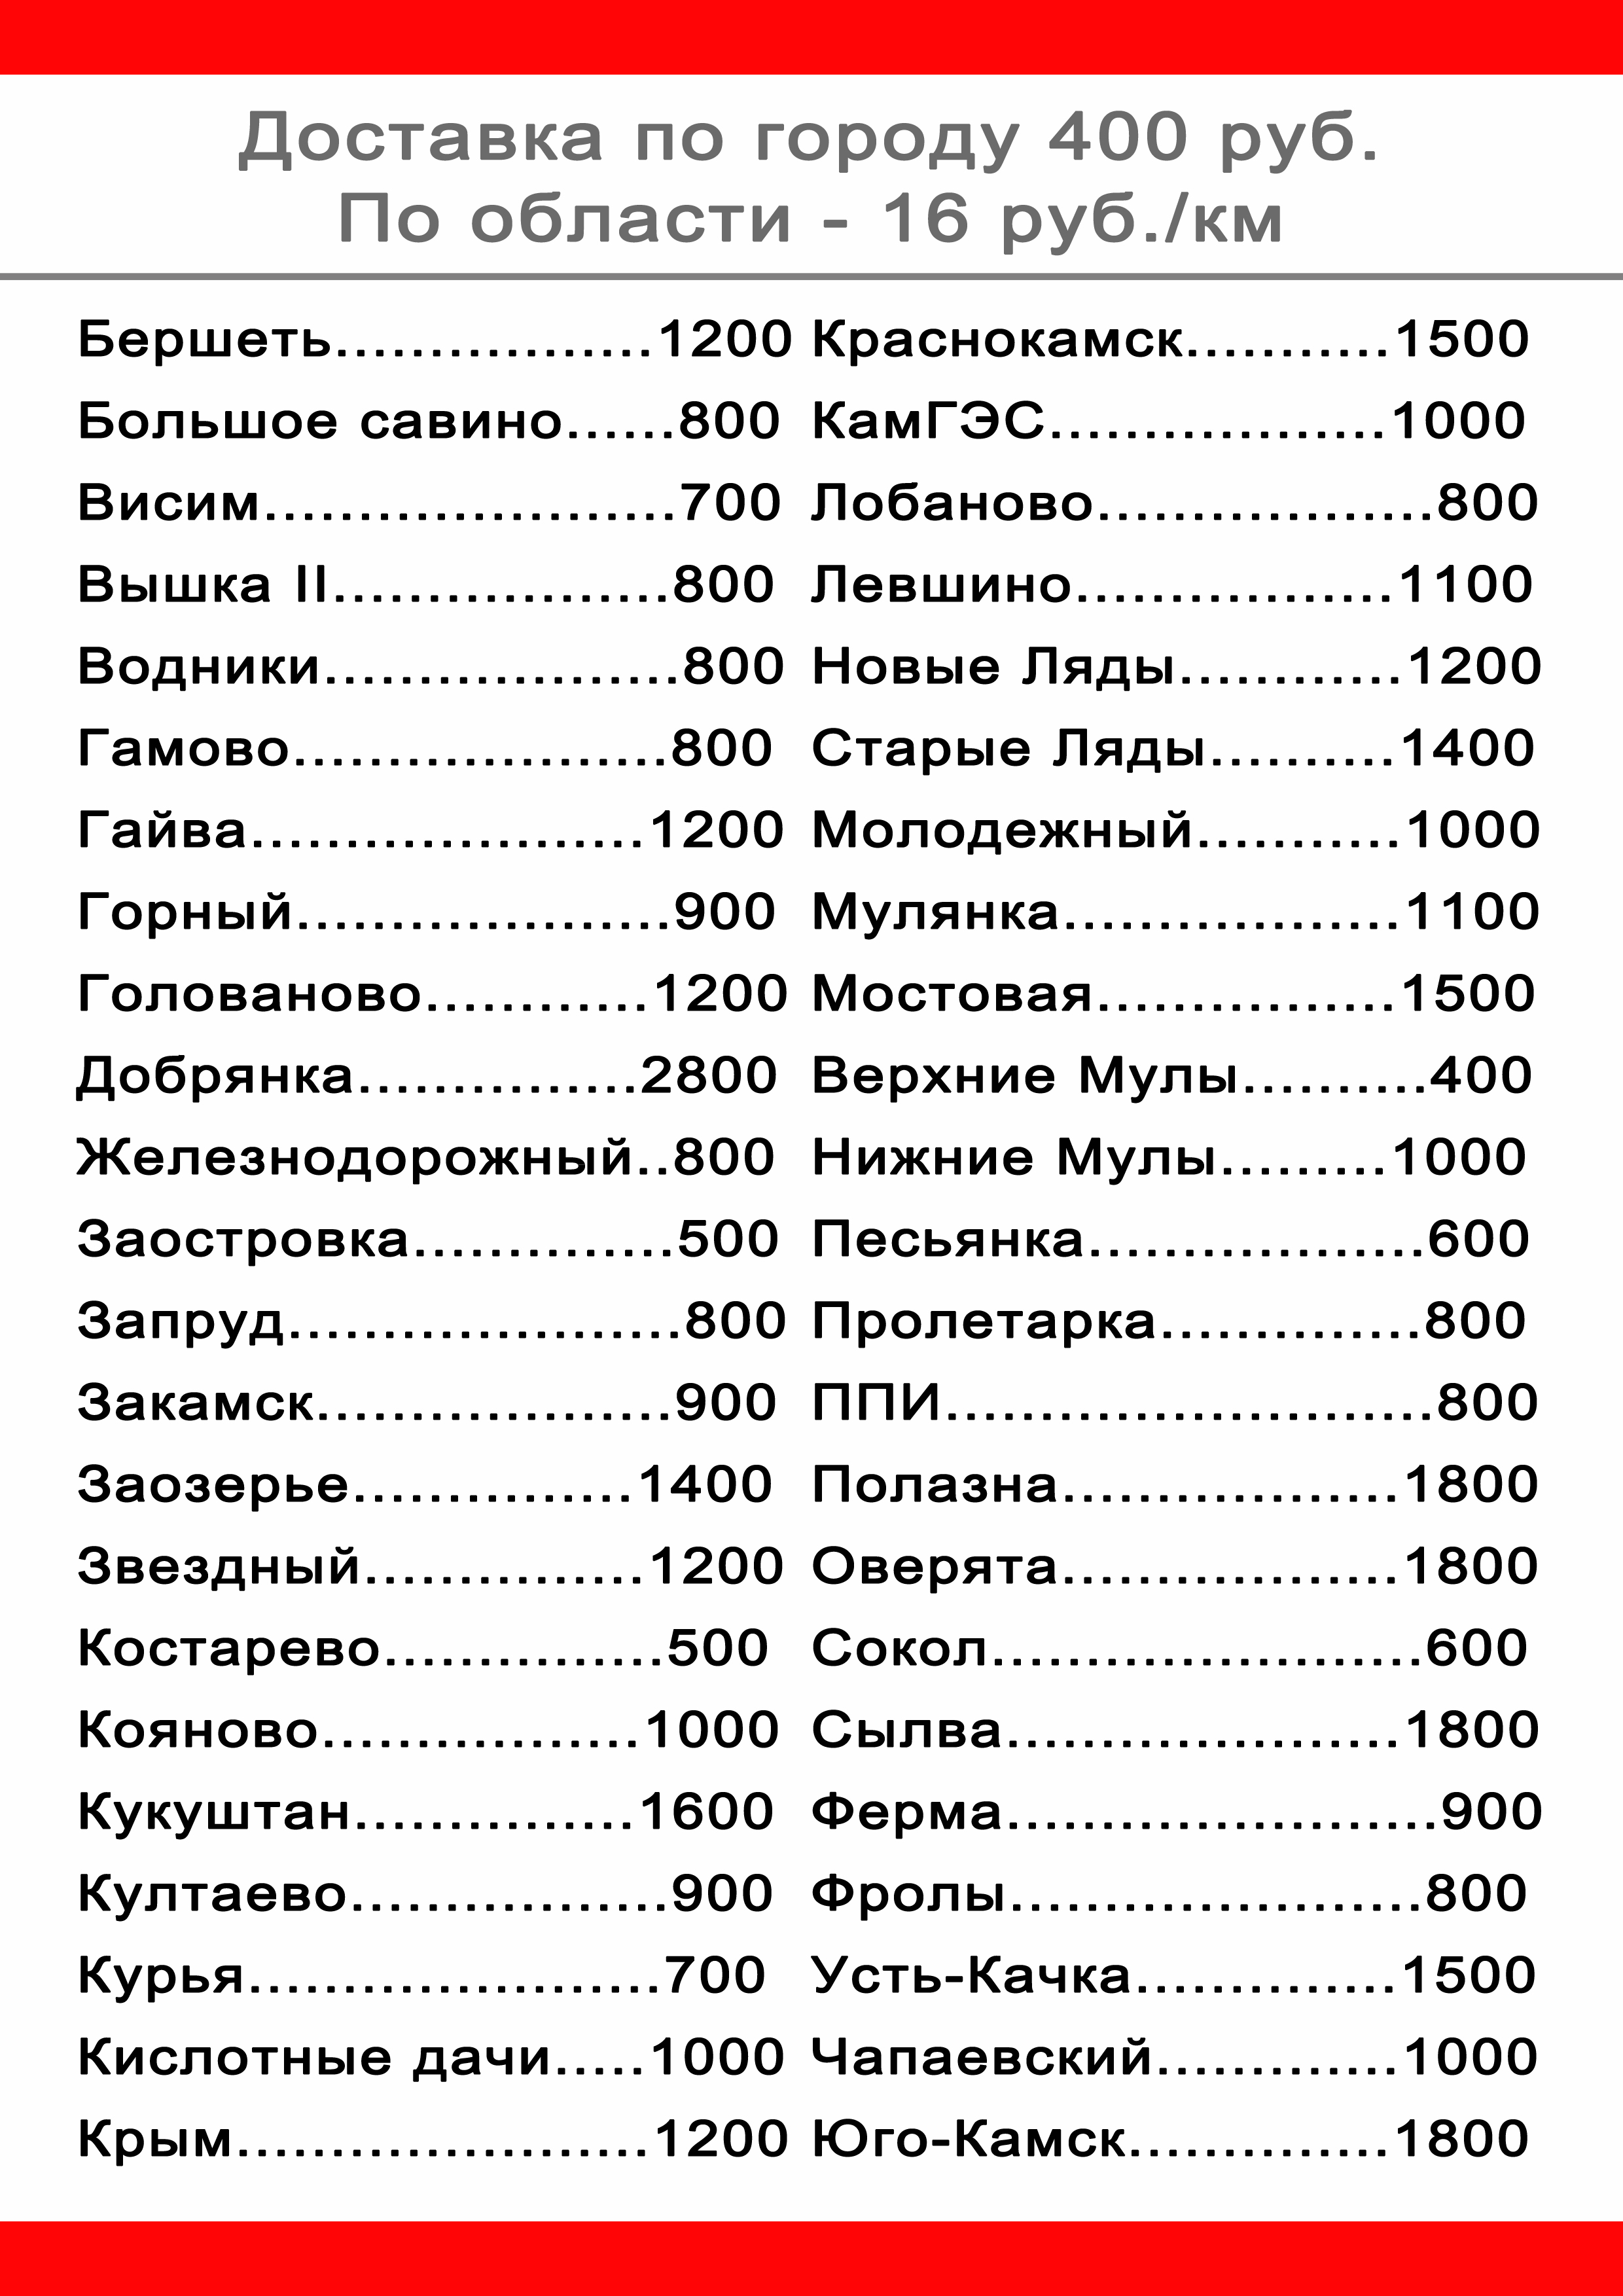 Доставка по городу 400 руб.
По области - 16 руб./км
Бершеть.................1200
Большое савино......800
Висим......................700
Вышка II..................800
Водники...................800
Гамово....................800
Гайва.....................1200
Горный....................900
Голованово............1200
Добрянка...............2800
Железнодорожный..800
Заостровка..............500
Запруд.....................800
Закамск...................900
Заозерье...............1400
Звездный...............1200
Костарево...............500
Кояново.................1000
Кукуштан...............1600
Култаево.................900
Курья......................700
Кислотные дачи.....1000
Крым......................1200
Краснокамск...........1500
КамГЭС..................1000
Лобаново..................800
Левшино.................1100
Новые Ляды............1200
Старые Ляды..........1400
Молодежный...........1000
Мулянка..................1100
Мостовая................1500
Верхние Мулы..........400
Нижние Мулы.........1000
Песьянка..................600
Пролетарка..............800
ППИ..........................800
Полазна..................1800
Оверята..................1800
Сокол.......................600
Сылва.....................1800
Ферма.......................900
Фролы......................800
Усть-Качка..............1500
Чапаевский.............1000
Юго-Камск..............1800